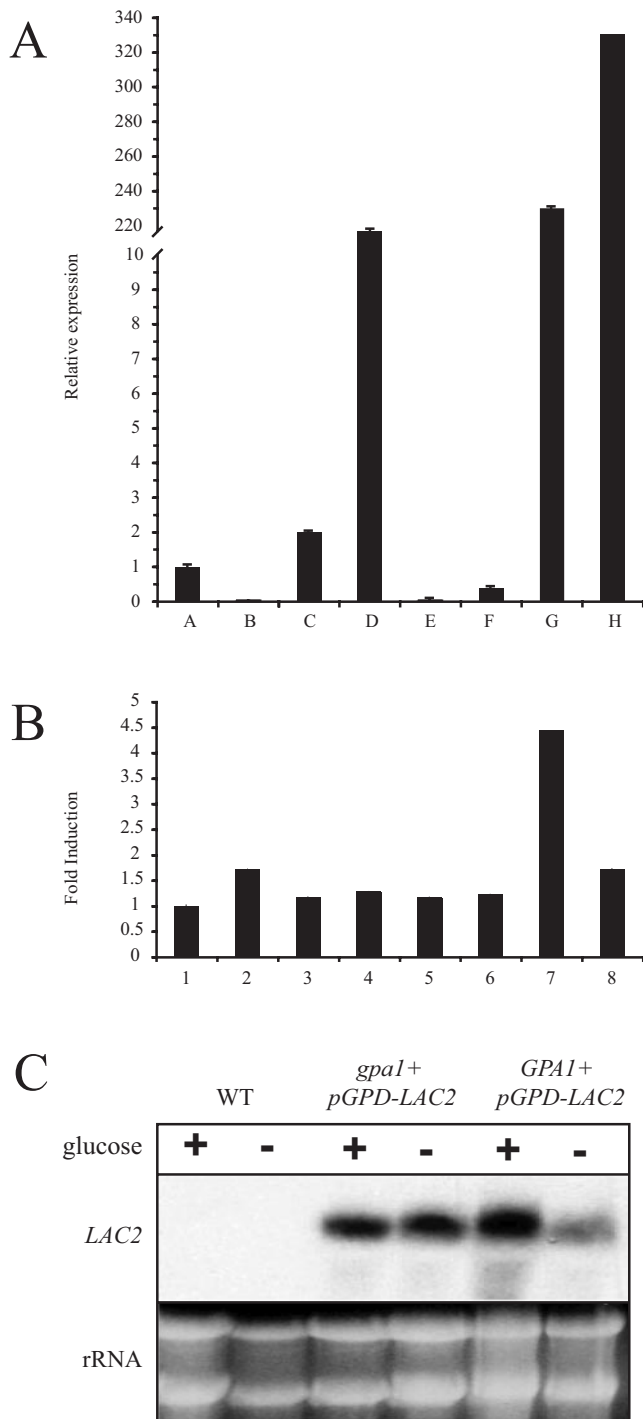 A
Relative expression
340
320
300
280
260
240
220
10
9
8
7
6
5
4
3
2
1
0
A B C D E F G H
B
Fold Induction
5
4.5
4
3.5
3
2.5
2
1.5
1
0.5
0
1 2 3 4 5 6 7 8
C
WT
gpa1+
pGPD-LAC2
GPA1+
pGPD-LAC2
glucose + - + - + -
LAC2
rRNA